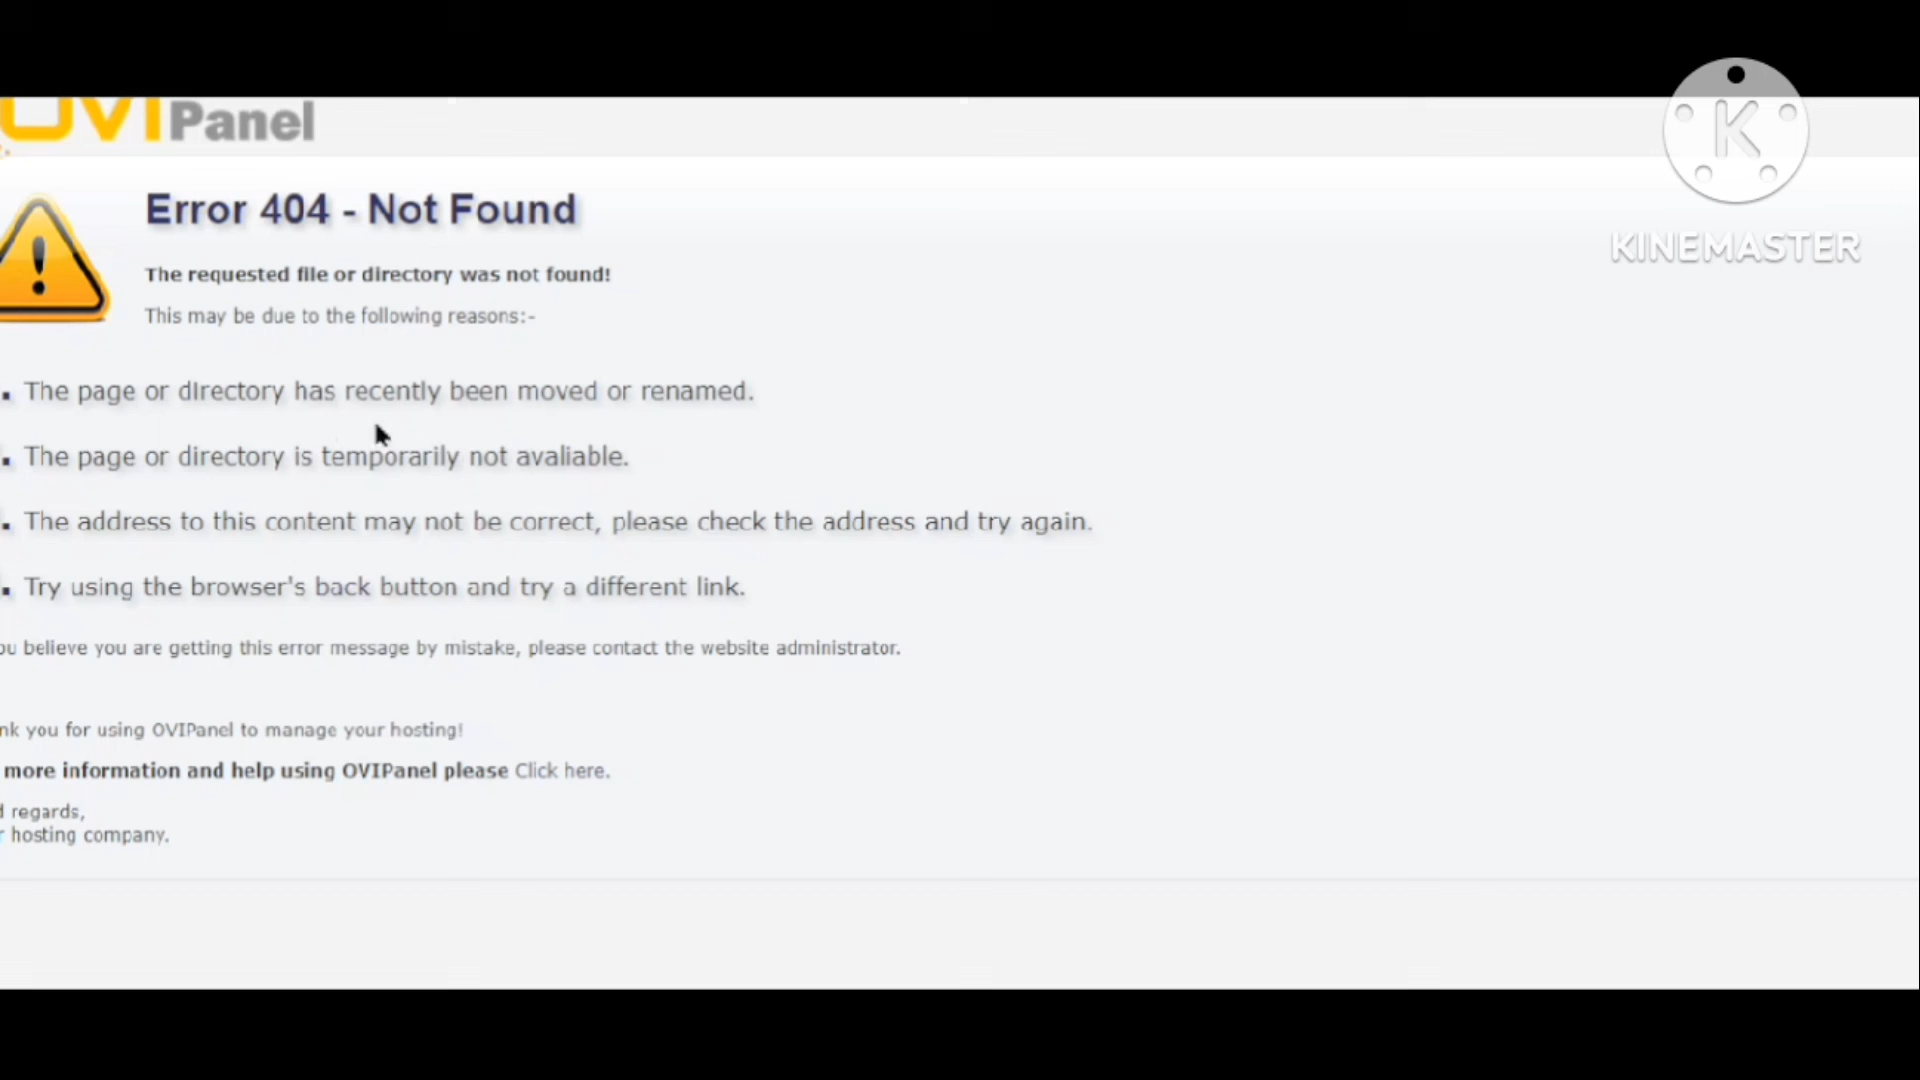 OVIPanel
K
KINEMASTER
Error 404 - Not Found
The requested file or directory was not found!
This may be due to the following reasons:-
The page or directory has recently been moved or renamed.
The page or directory is temporarily not avaliable.
The address to this content may not be correct, please check the address and try again.
Try using the browser's back button and try a different link.
ou believe you are getting this error message by mistake, please contact the website administrator.
nk you for using OVIPanel to manage your hosting!
more information and help using OVIPanel please Click here.
d regards,
r hosting company.